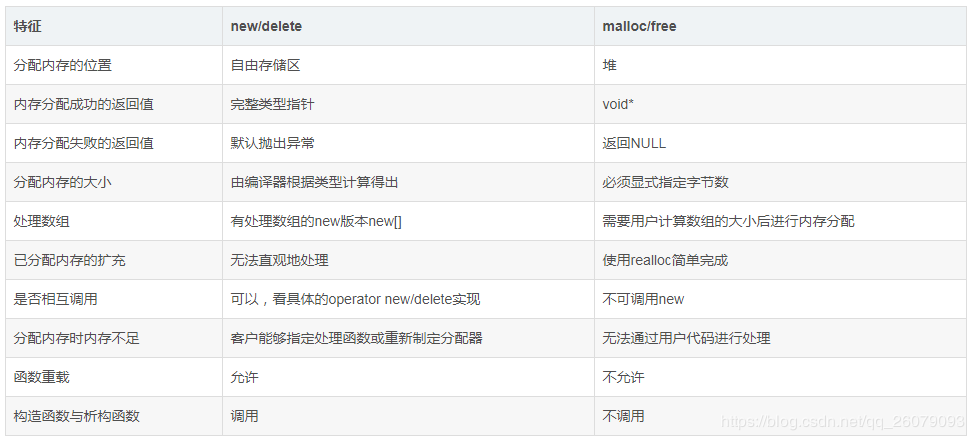 特征 new/delete malloc/free
分配内存的位置 自由存储区 堆
内存分配成功的返回值 完整类型指针 void*
内存分配失败的返回值 默认抛出异常 返回NULL
分配内存的大小 由编译器根据类型计算得出 必须显式指定字节数
处理数组 有处理数组的new版本new[] 需要用户计算数组的大小后进行内存分配
已分配内存的扩充 无法直观地处理 使用realloc简单完成
是否相互调用 可以，看具体的operator new/delete实现 不可调用new
分配内存时内存不足 客户能够指定处理函数或重新制定分配器 无法通过用户代码进行处理
函数重载 允许 不允许
构造函数与析构函数 调用 不调用
https://blog.csdn.net/qq_26079093